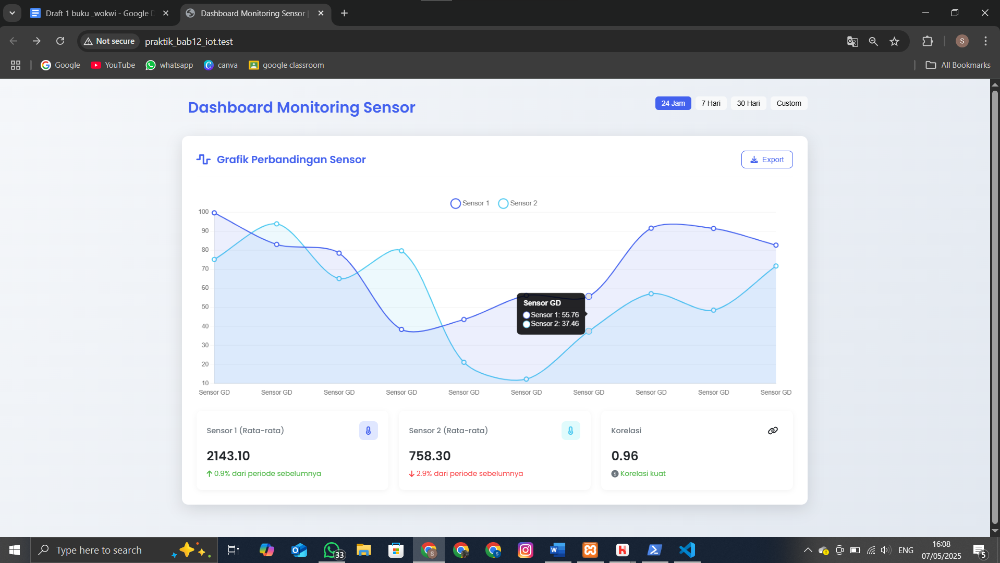 Draft 1 buku _wokwi - Google D
Dashboard Monitoring Sensor |
Not secure
praktik_bab12_iot.test
S
Google
YouTube
whatsapp
canva
google classroom
All Bookmarks
Dashboard Monitoring Sensor
24 Jam
7 Hari
30 Hari
Custom
Grafik Perbandingan Sensor
Export
Sensor 1
Sensor 2
100
90
80
70
60
50
40
30
20
10
Sensor GD
Sensor 1: 55.76
Sensor 2: 37.46
Sensor GD
Sensor GD
Sensor GD
Sensor GD
Sensor GD
Sensor GD
Sensor GD
Sensor GD
Sensor GD
Sensor GD
Sensor 1 (Rata-rata)
2143.10
0.9% dari periode sebelumnya
Sensor 2 (Rata-rata)
758.30
2.9% dari periode sebelumnya
Korelasi
0.96
Korelasi kuat
Type here to search
33
ENG
16:08
07/05/2025
5